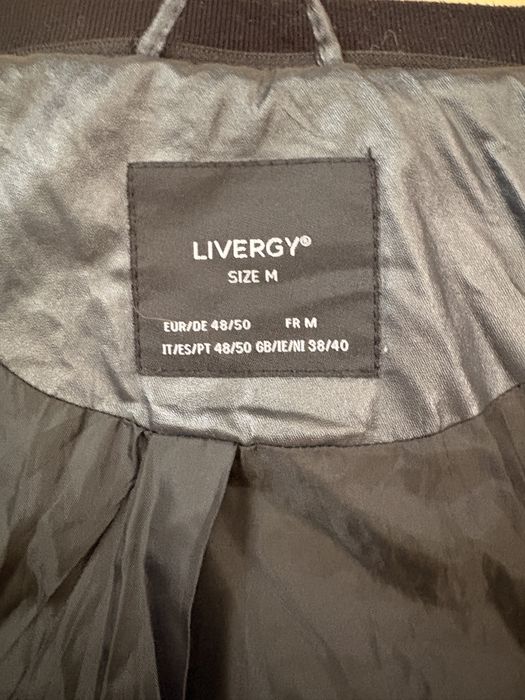 LIVERGY®
SIZE M
EUR/DE 48/50 FR M
IT/ES/PT 48/50 GB/IE/NI 38/40